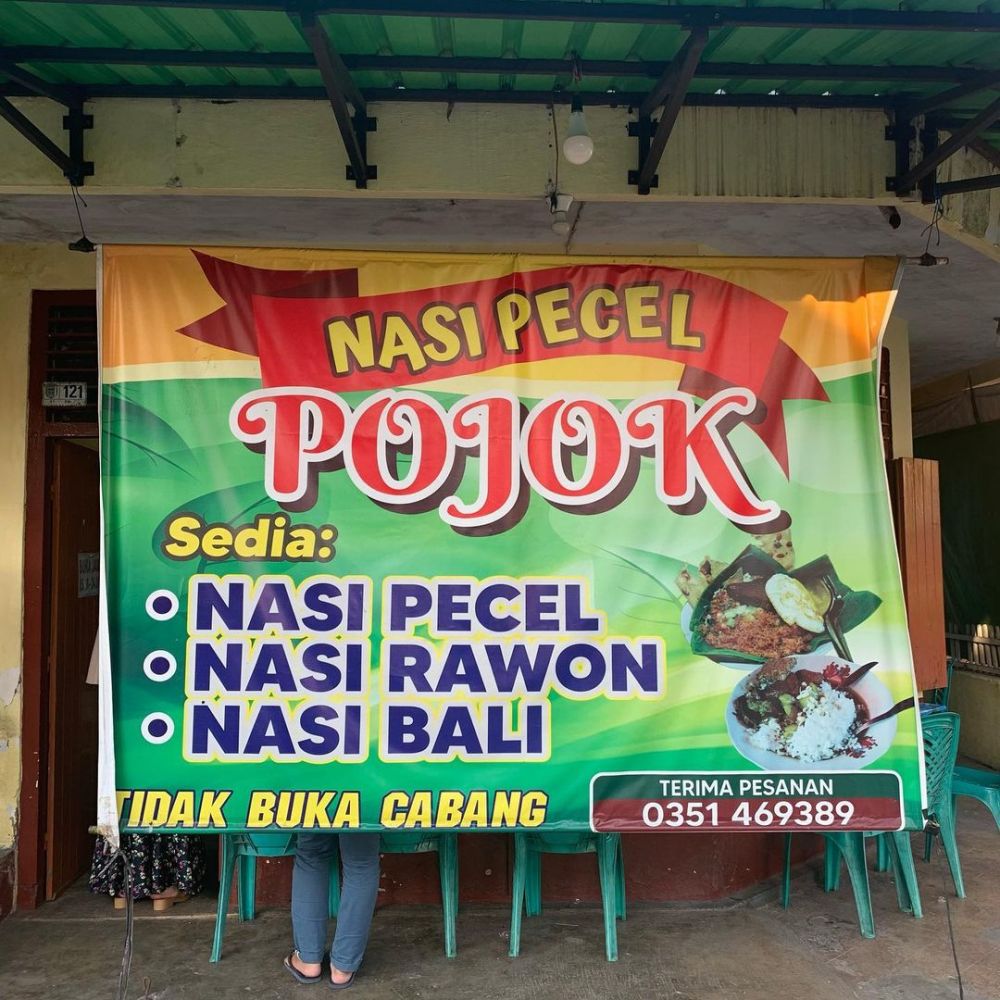 NASI PECEL
POJOK
121
Sedia:
NASI PECEL
NASI RAWON
NASI BALI
TIDAK BUKA CABANG
TERIMA PESANAN
0351 469389